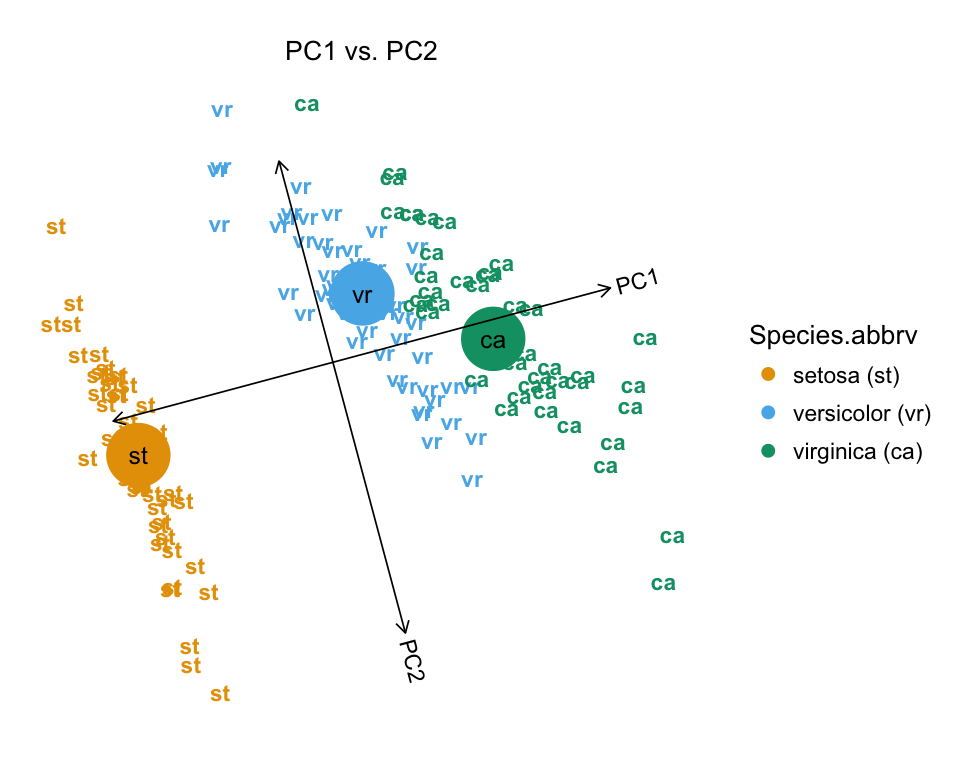 PC1 vs. PC2
PC1
PC2
vr
ca
st
Species.abbrv
setosa (st)
versicolor (vr)
virginica (ca)